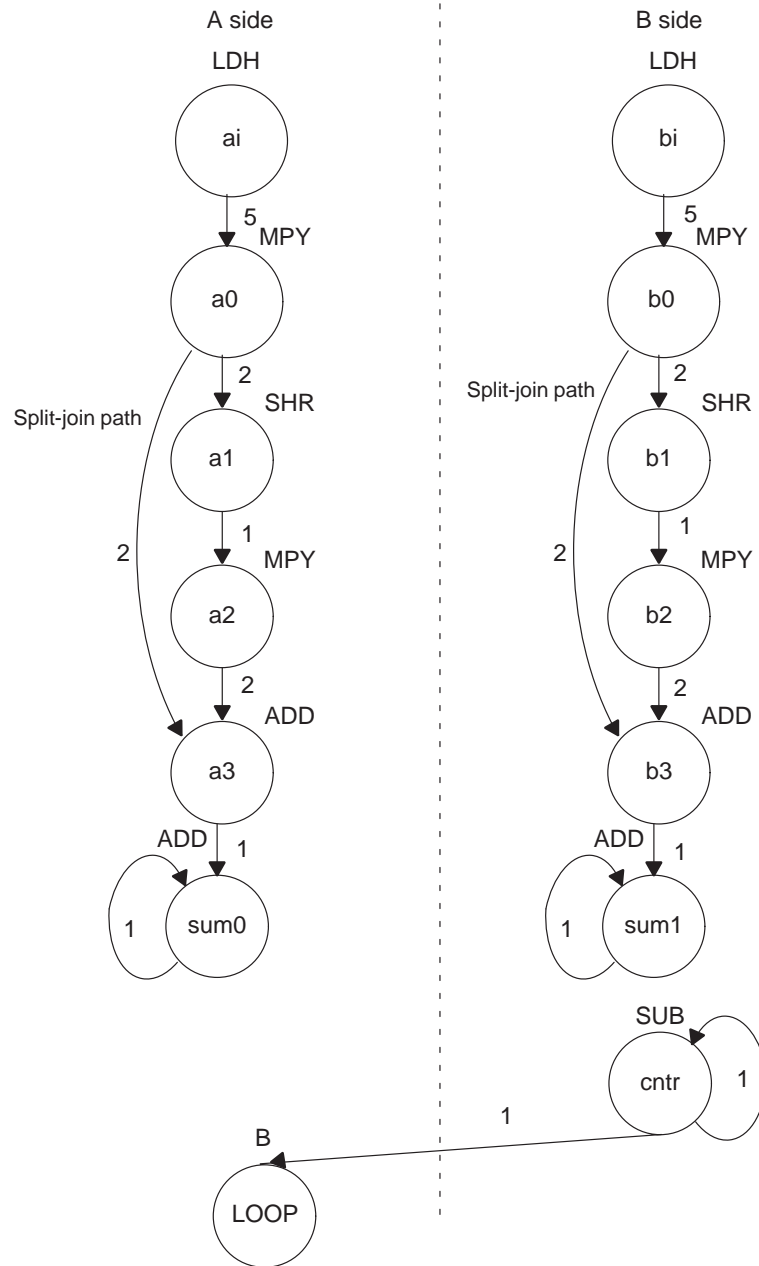 A side
B side
LDH
LDH
ai
bi
5
MPY
5
MPY
a0
b0
2
2
Split-join path
SHR
Split-join path
SHR
a1
b1
1
1
2
MPY
2
MPY
a2
b2
2
2
ADD
ADD
a3
b3
ADD
1
ADD
1
1
sum0
1
sum1
SUB
cntr
1
1
B
LOOP